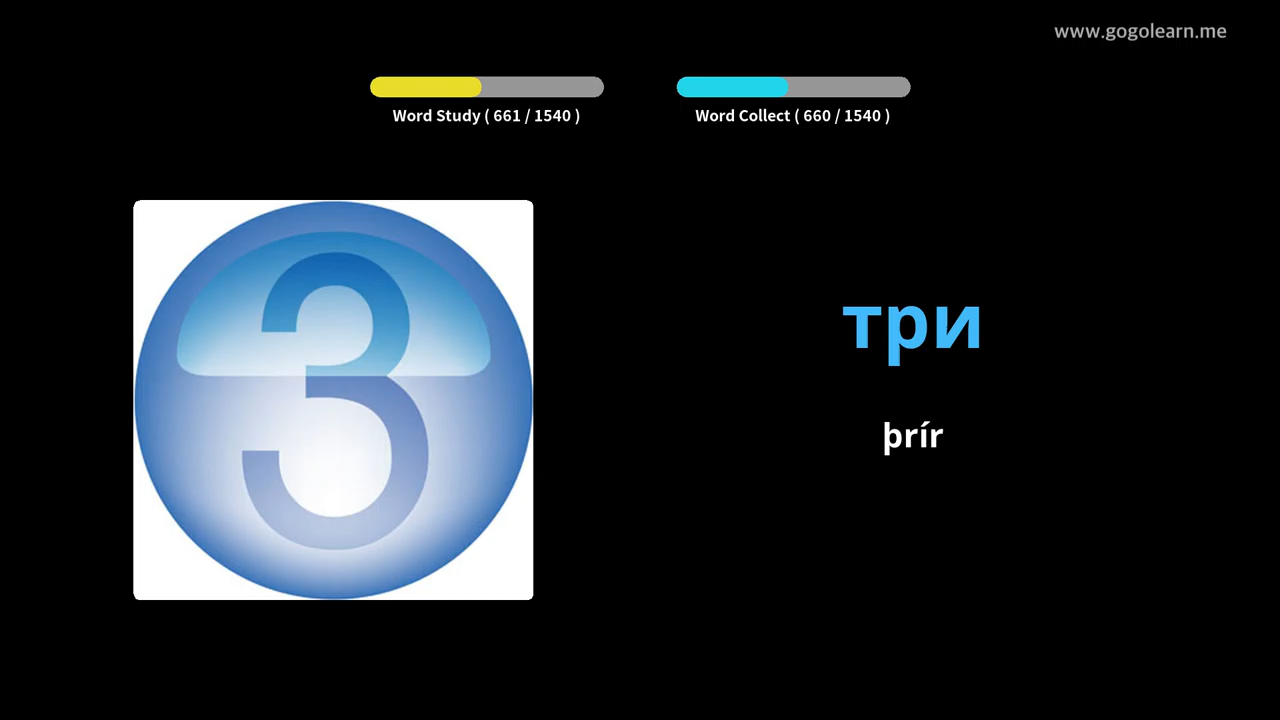 www.gogolearn.me
Word Study ( 661 / 1540 )
Word Collect ( 660 / 1540 )
3
три
þrír